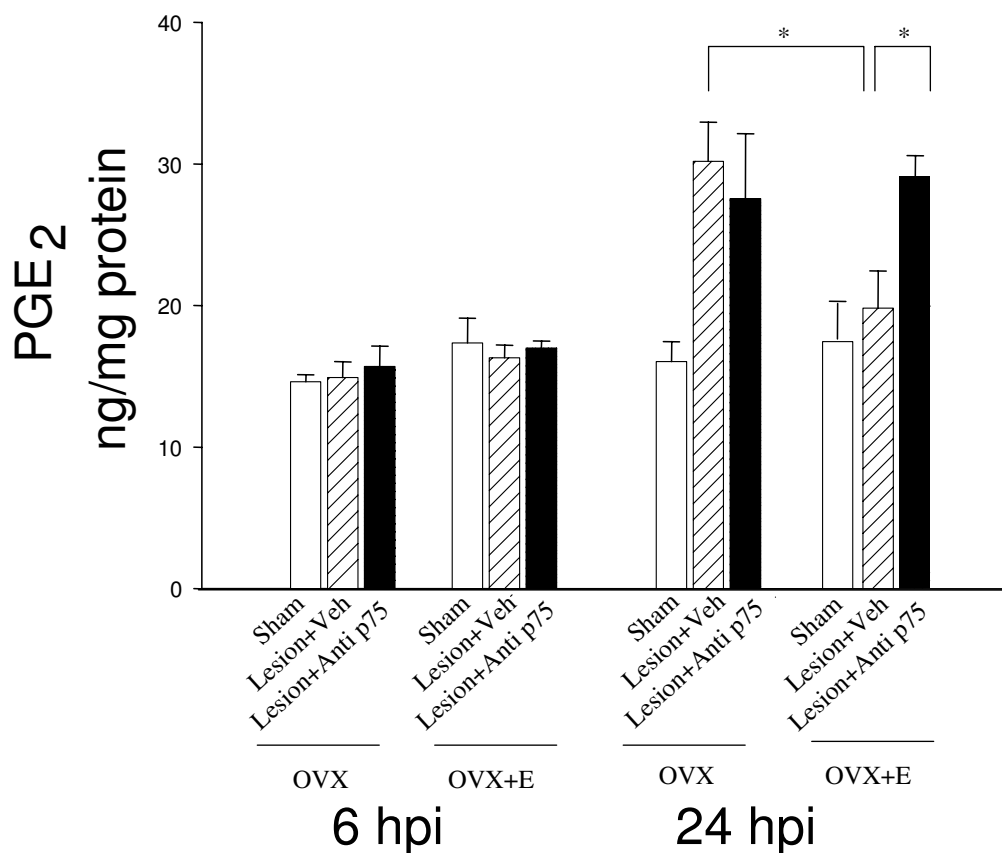 PGE2
ng/mg protein
40
30
20
10
0
*
*
Sham
Lesion+Veh
Lesion+Anti p75
Sham
Lesion+Veh
Lesion+Anti p75
Sham
Lesion+Veh
Lesion+Anti p75
Sham
Lesion+Veh
Lesion+Anti p75
OVX
OVX+E
OVX
OVX+E
6 hpi
24 hpi